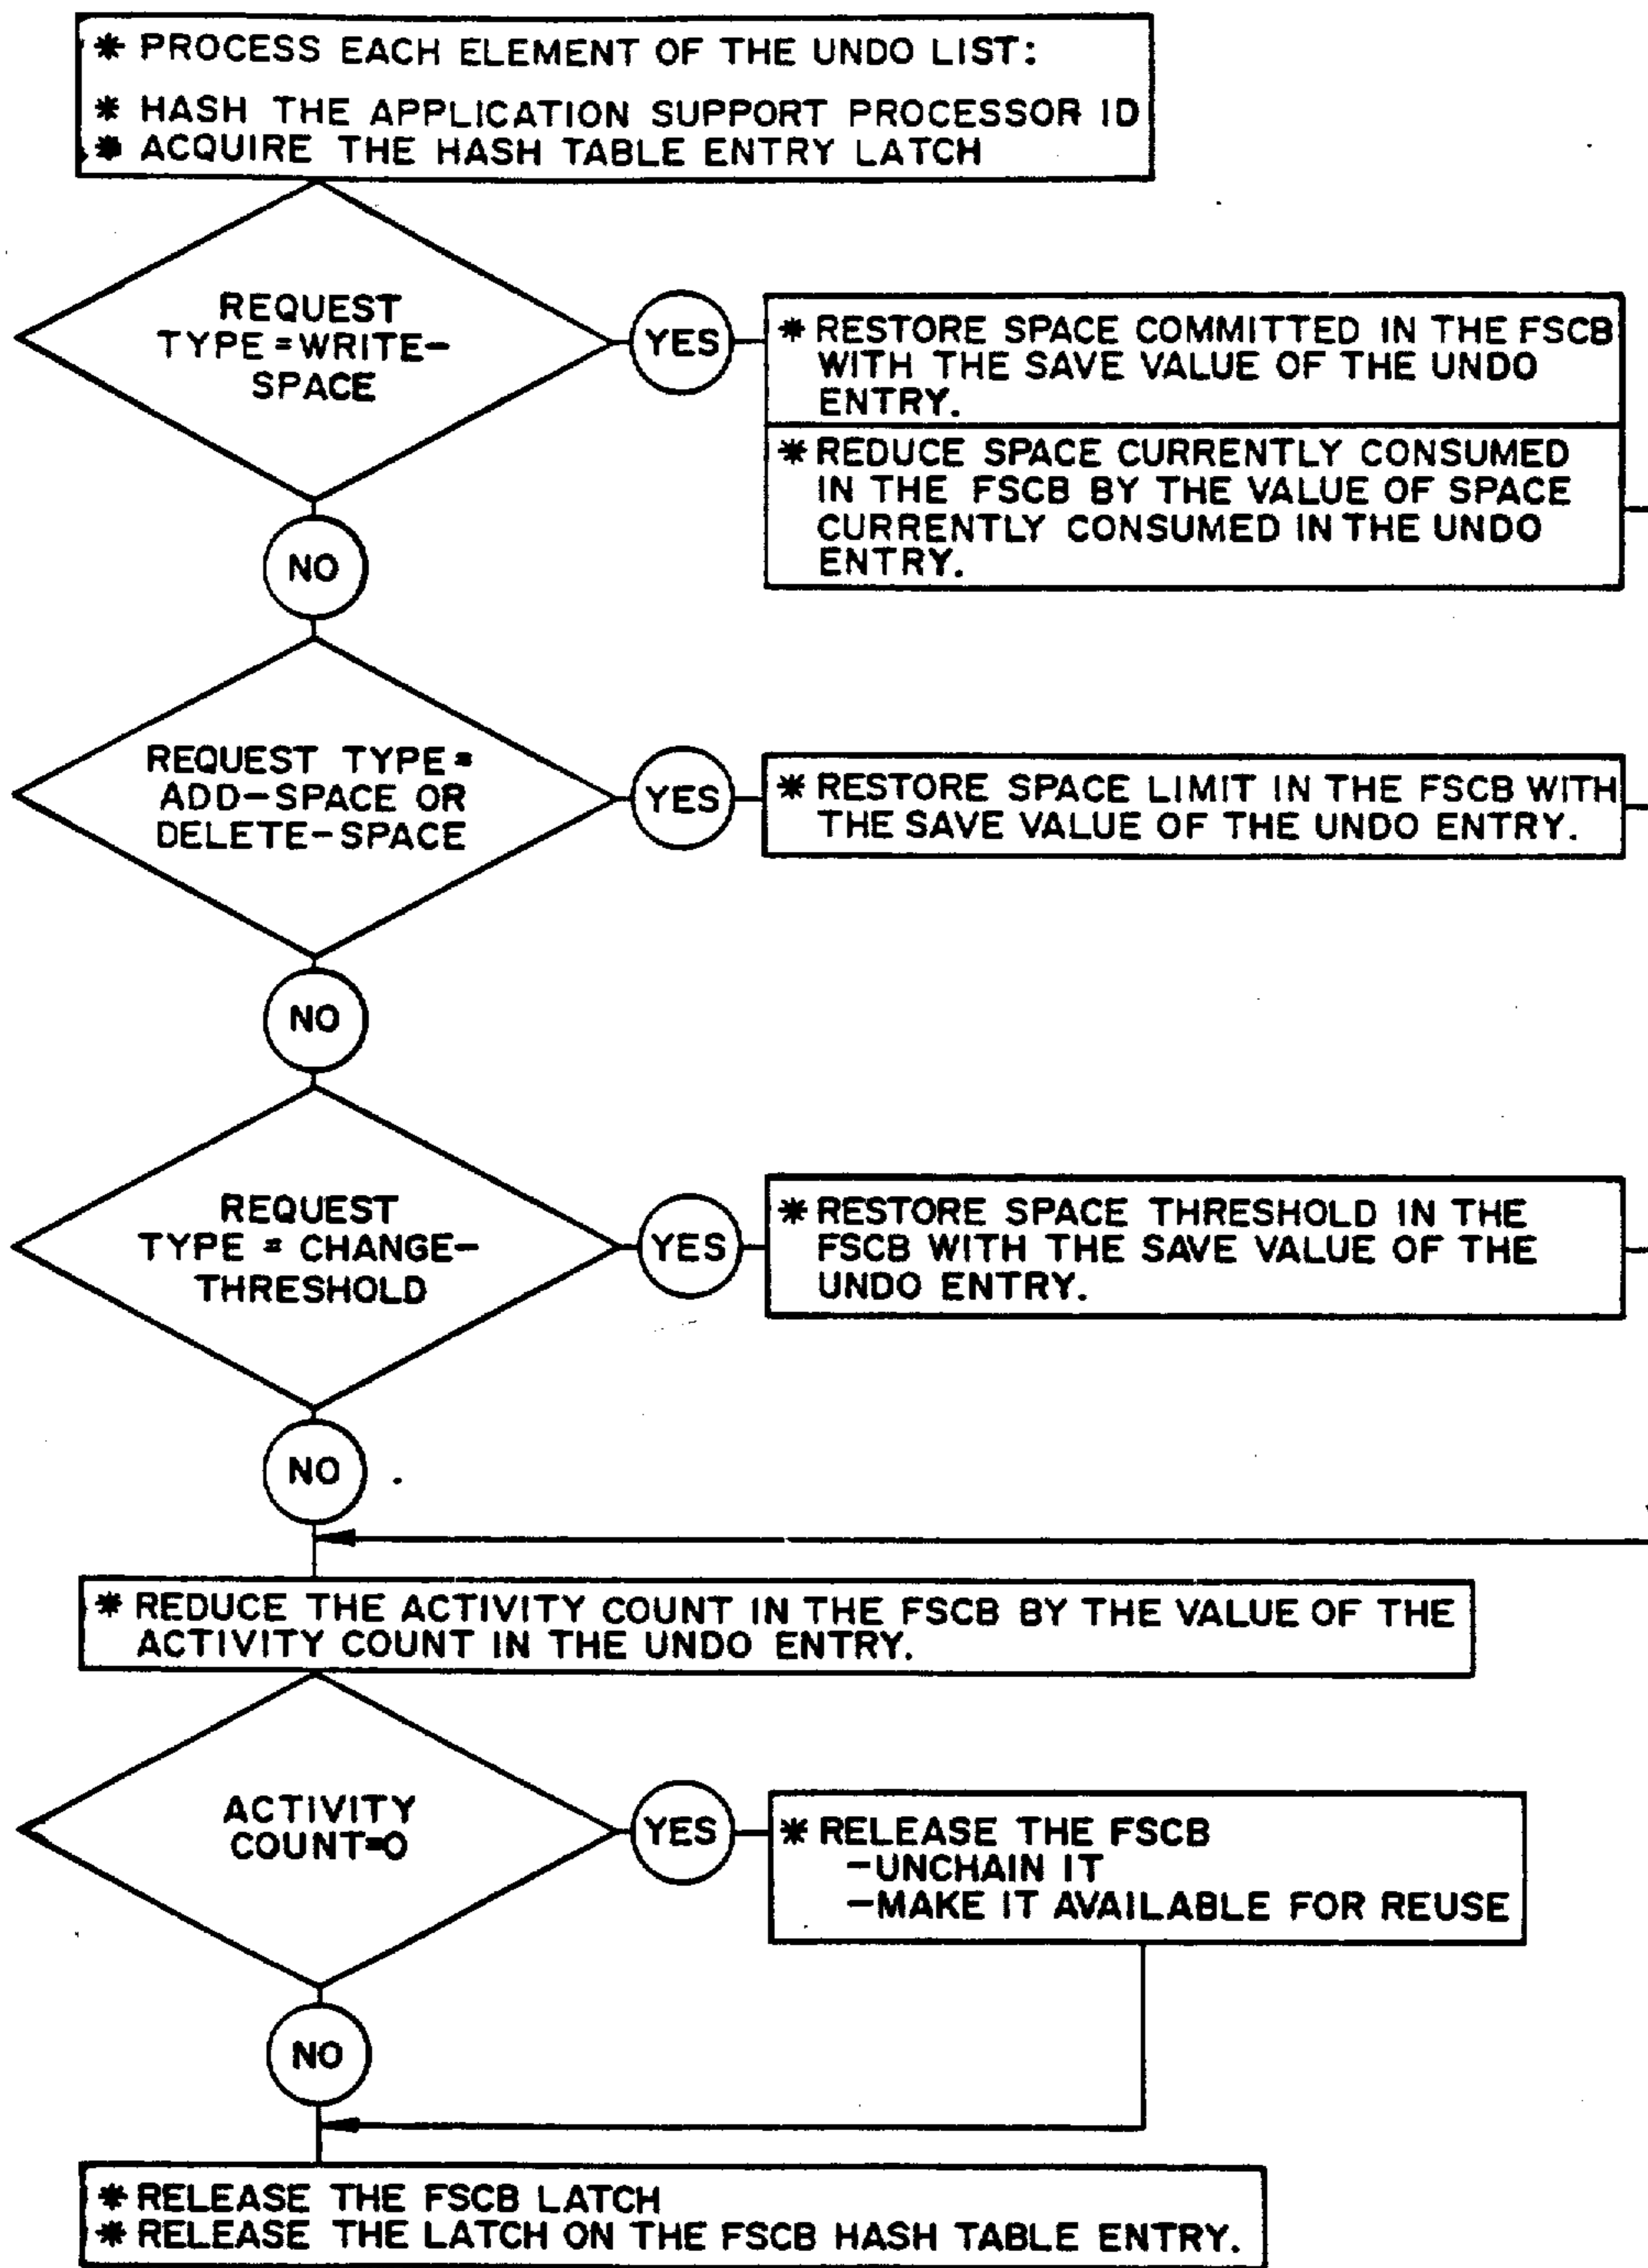 * PROCESS EACH ELEMENT OF THE UNDO LIST:
* HASH THE APPLICATION SUPPORT PROCESSOR ID
* ACQUIRE THE HASH TABLE ENTRY LATCH
REQUEST
TYPE = WRITE-
SPACE
YES
* RESTORE SPACE COMMITTED IN THE FSCB
WITH THE SAVE VALUE OF THE UNDO
ENTRY.
* REDUCE SPACE CURRENTLY CONSUMED
IN THE FSCB BY THE VALUE OF SPACE
CURRENTLY CONSUMED IN THE UNDO
ENTRY.
NO
REQUEST TYPE =
ADD-SPACE OR
DELETE-SPACE
YES
* RESTORE SPACE LIMIT IN THE FSCB WITH
THE SAVE VALUE OF THE UNDO ENTRY.
NO
REQUEST
TYPE = CHANGE-
THRESHOLD
YES
* RESTORE SPACE THRESHOLD IN THE
FSCB WITH THE SAVE VALUE OF THE
UNDO ENTRY.
NO
* REDUCE THE ACTIVITY COUNT IN THE FSCB BY THE VALUE OF THE
ACTIVITY COUNT IN THE UNDO ENTRY.
ACTIVITY
COUNT=0
YES
* RELEASE THE FSCB
-UNCHAIN IT
-MAKE IT AVAILABLE FOR REUSE
NO
* RELEASE THE FSCB LATCH
* RELEASE THE LATCH ON THE FSCB HASH TABLE ENTRY.